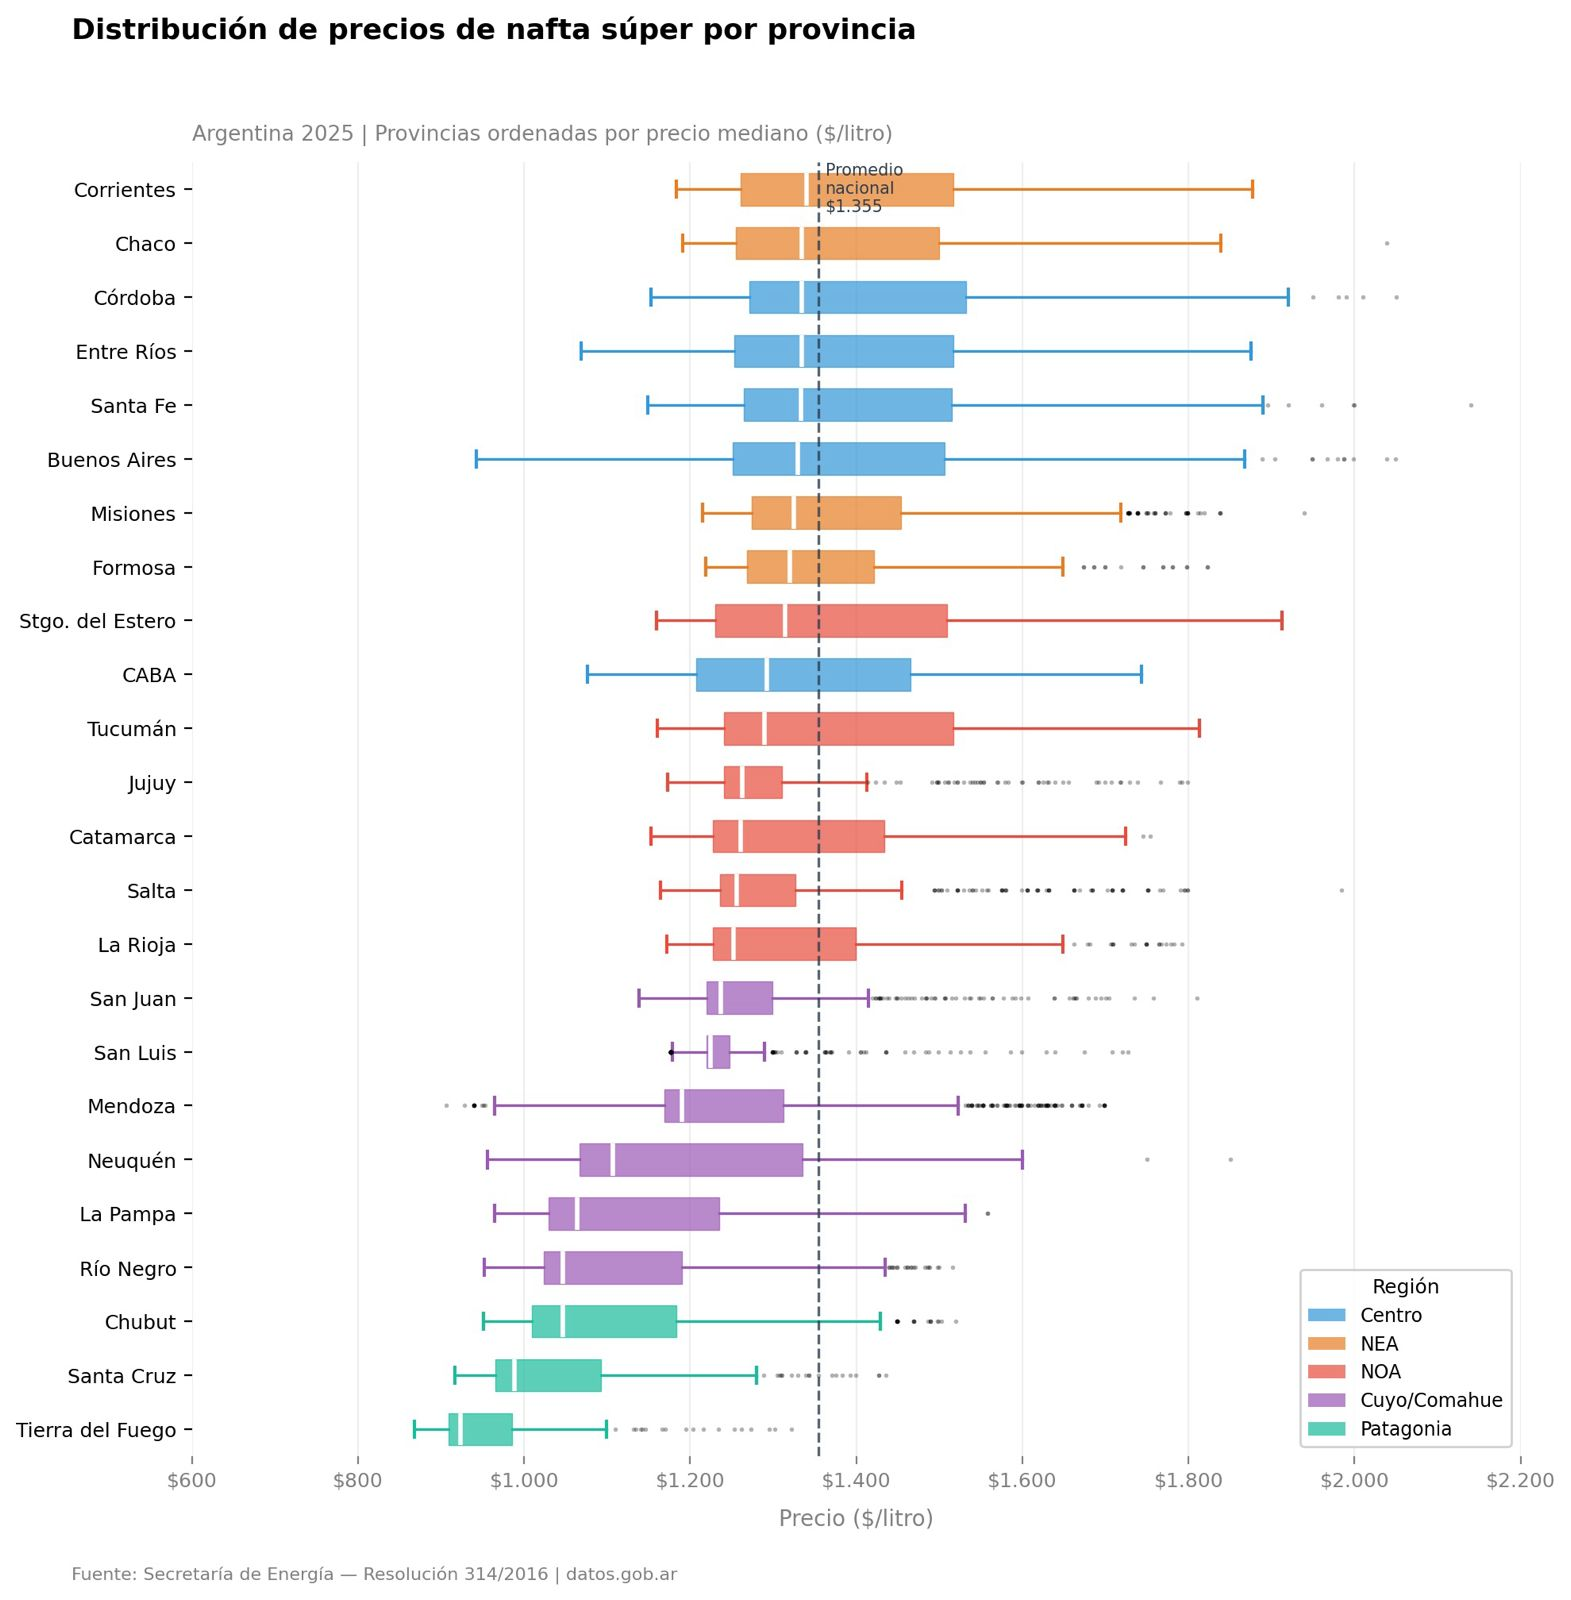 Distribución de precios de nafta súper por provincia
Argentina 2025 | Provincias ordenadas por precio mediano ($/litro)
Promedio
nacional
$1.355
Corrientes
Chaco
Córdoba
Entre Ríos
Santa Fe
Buenos Aires
Misiones
Formosa
Stgo. del Estero
CABA
Tucumán
Jujuy
Catamarca
Salta
La Rioja
San Juan
San Luis
Mendoza
Neuquén
La Pampa
Río Negro
Chubut
Santa Cruz
Tierra del Fuego
Región
Centro
NEA
NOA
Cuyo/Comahue
Patagonia
$600 $800 $1.000 $1.200 $1.400 $1.600 $1.800 $2.000 $2.200
Precio ($/litro)
Fuente: Secretaría de Energía — Resolución 314/2016 | datos.gob.ar